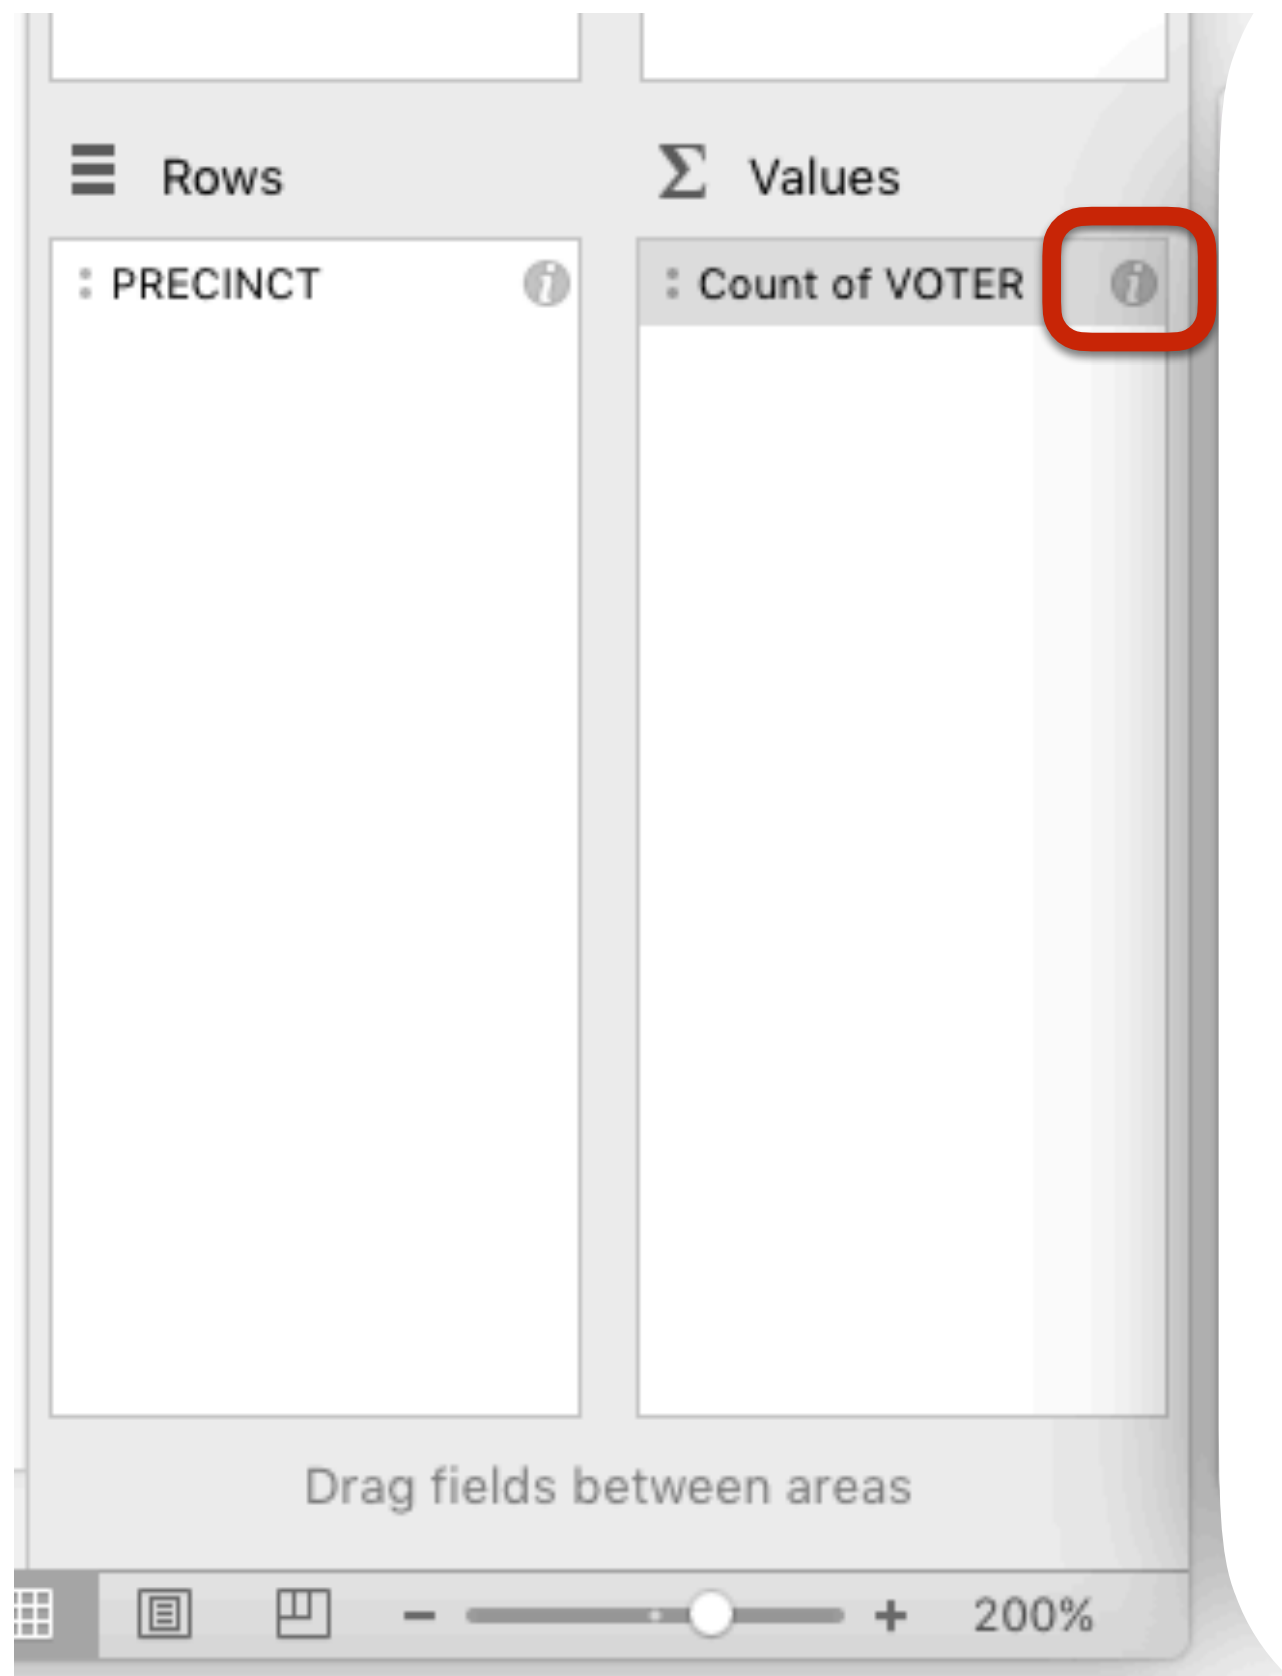 Rows
Σ Values
PRECINCT
Count of VOTER
Drag fields between areas
200%